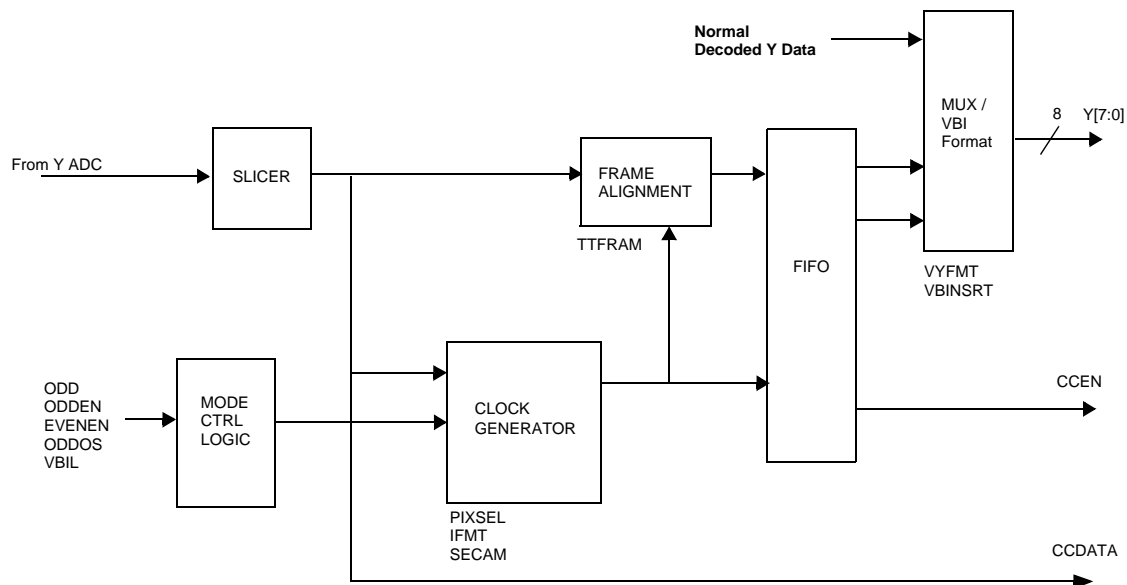 Normal
Decoded Y Data
MUX /
VBI
Format
8
Y[7:0]
From Y ADC
SLICER
FRAME
ALIGNMENT
TTFRAM
FIFO
VYFMT
VBINSRT
ODD
ODDEN
EVENEN
ODDOS
VBIL
MODE
CTRL
LOGIC
CLOCK
GENERATOR
PIXSEL
IFMT
SECAM
CCEN
CCDATA